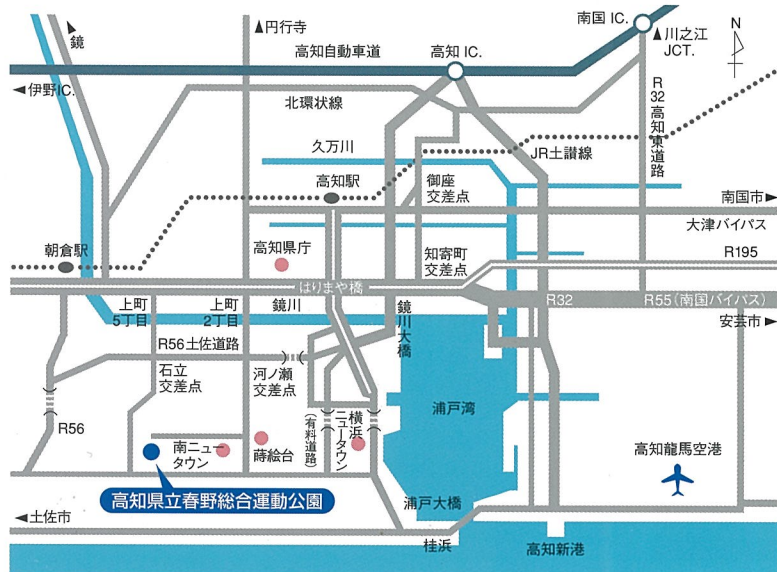 南国 IC.
▲円行寺
▲川之江
JCT.
N
▲鏡
高知自動車道
高知 IC.
◀伊野IC.
北環状線
R32高知東道路
久万川
JR土讃線
高知駅
御座
交差点
南国市▶
大津バイパス
朝倉駅
高知県庁
知寄町
交差点
R195
はりまや橋
上町
5丁目
上町
2丁目
鏡川
鏡川大橋
R32
R55(南国バイパス)
安芸市▶
R56土佐道路
石立
交差点
河ノ瀬
交差点
浦戸湾
R56
南ニュー
タウン
蒔絵台
(有料道路)
横浜
ニュータウン
高知龍馬空港
高知県立春野総合運動公園
浦戸大橋
◀土佐市
桂浜
高知新港